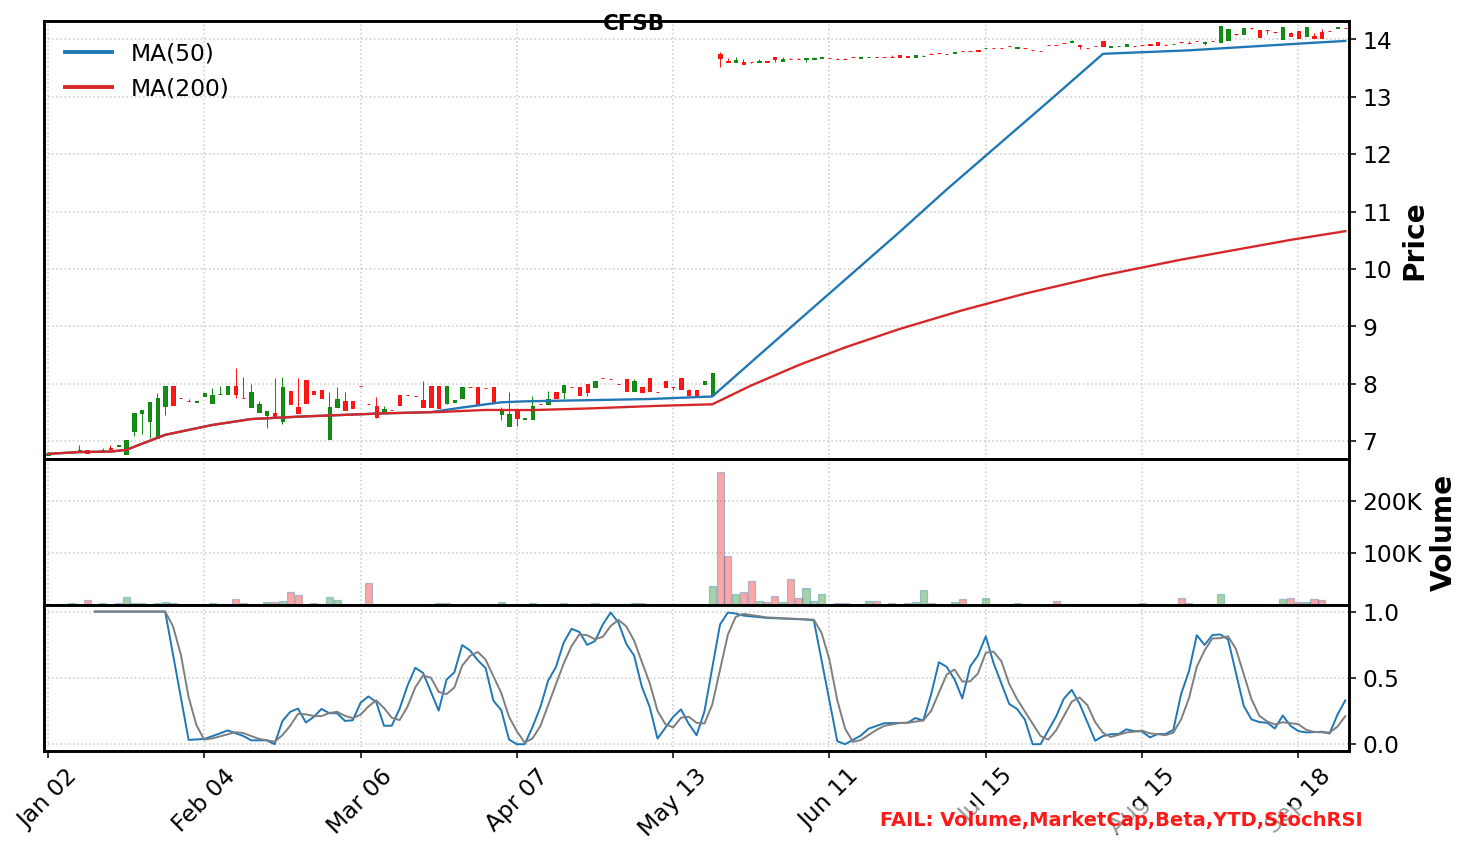 CFSB
MA(50)
MA(200)
14
13
12
11
10
9
8
7
Price
200K
100K
Volume
1.0
0.5
0.0
Jan 02
Feb 04
Mar 06
Apr 07
May 13
Jun 11
Jul 15
Aug 15
Sep 18
FAIL: Volume,MarketCap,Beta,YTD,StochRSI